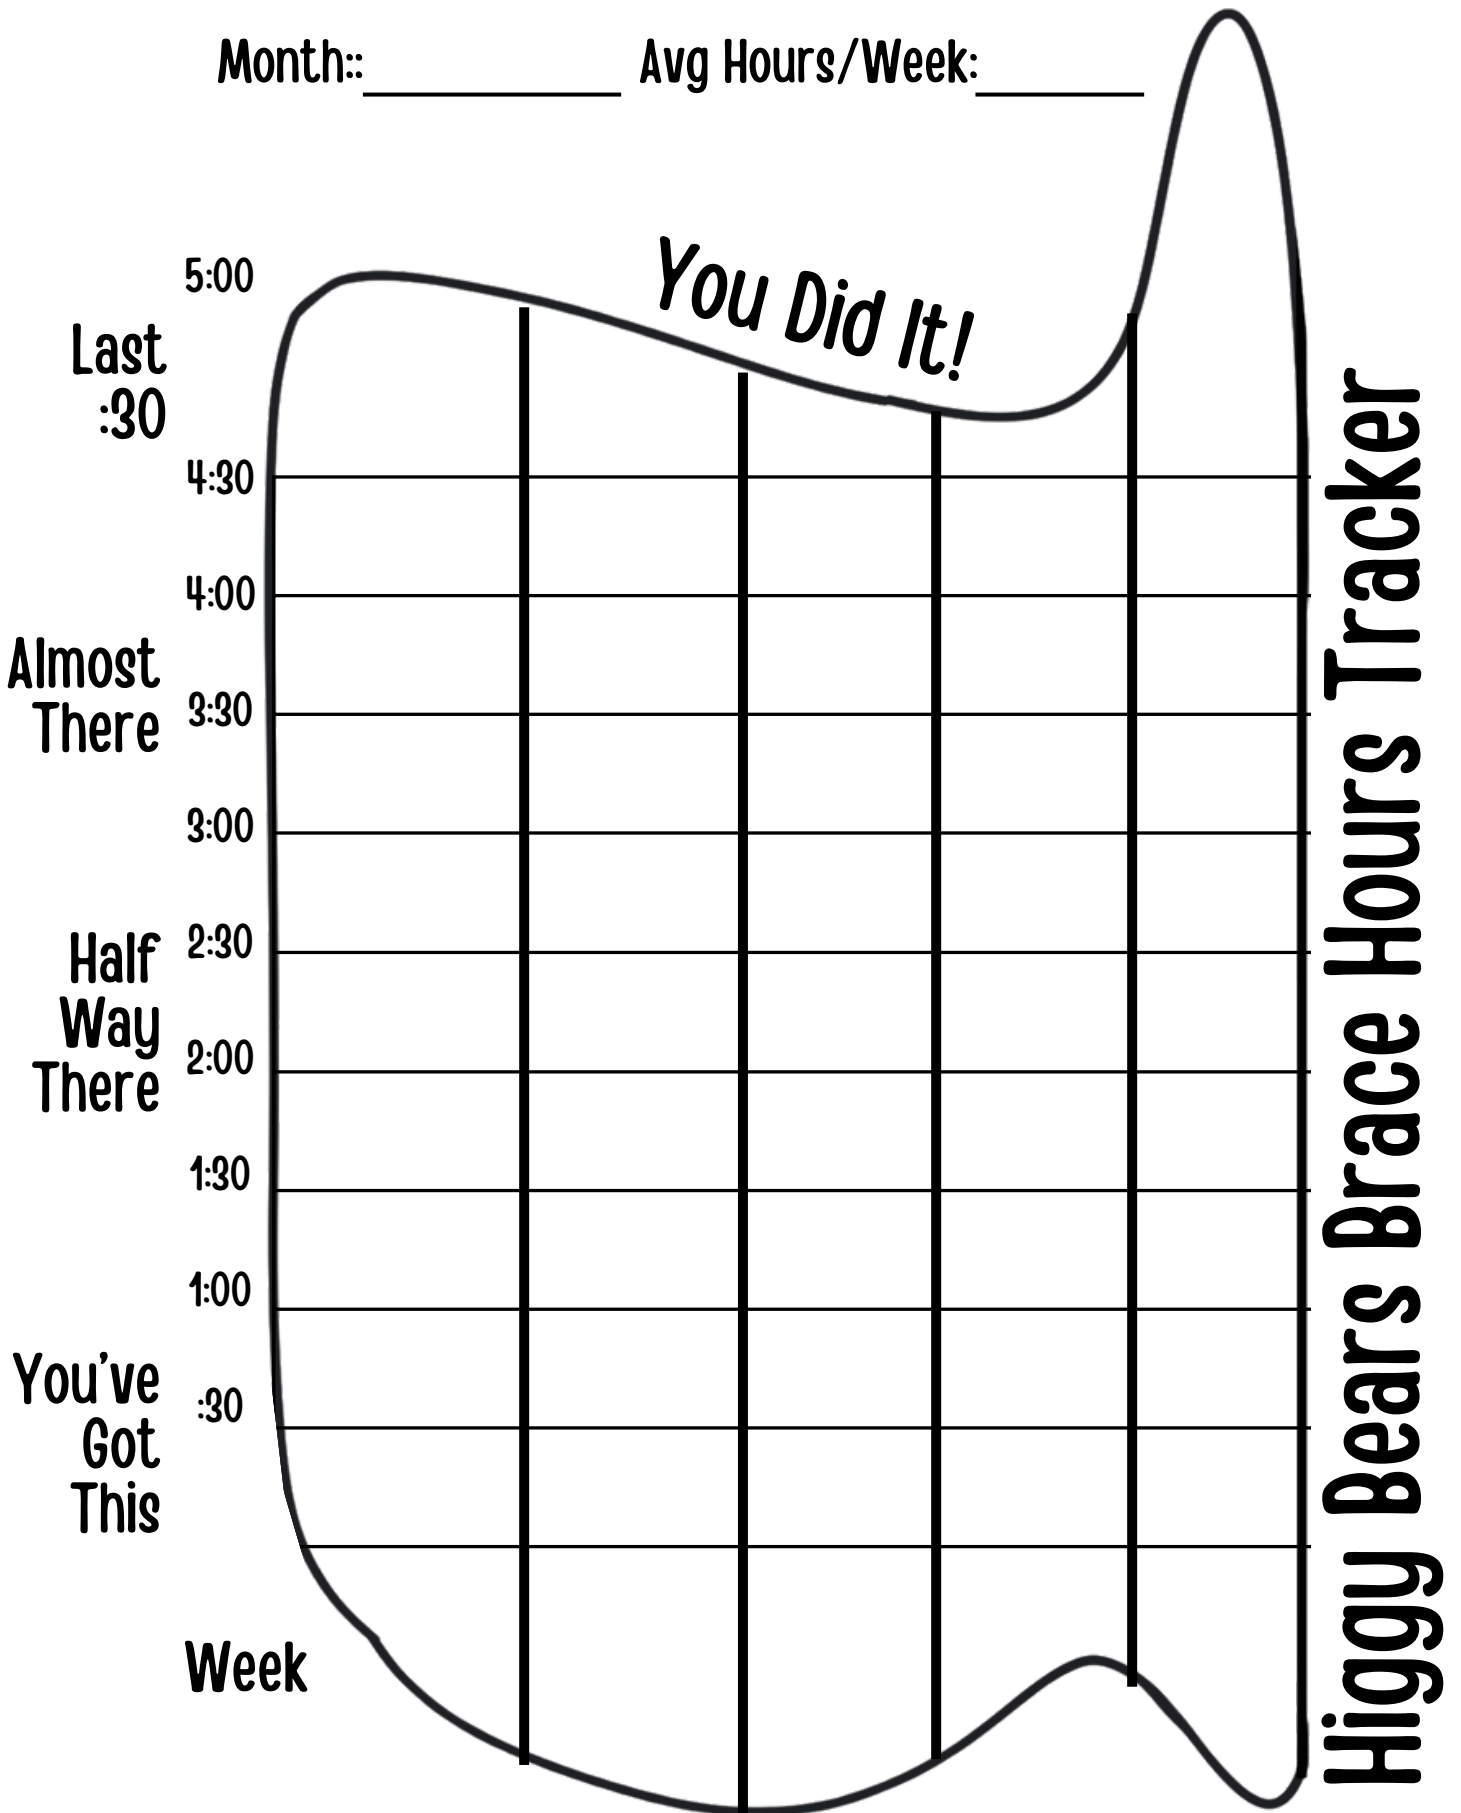 Month:: Avg Hours/Week:
You Did It!
5:00
Last
:30
4:30
4:00
Almost
There
3:30
3:00
Half
Way
There
2:30
2:00
1:30
1:00
You've
Got
This
:30
Week
Higgy Bears Brace Hours Tracker